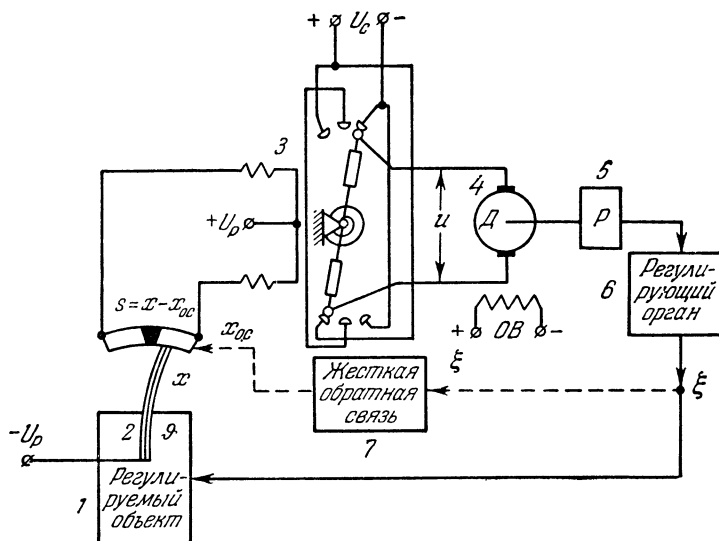 + U_c -
3
4
5
+U_p
u
Д
P
s=x-x_oc
6
Регули-
рующий
орган
x_oc
+ ОВ -
ξ
ξ
x
Жесткая
обратная
связь
7
-U_p
2 ϑ
1
Регули-
руемый
объект